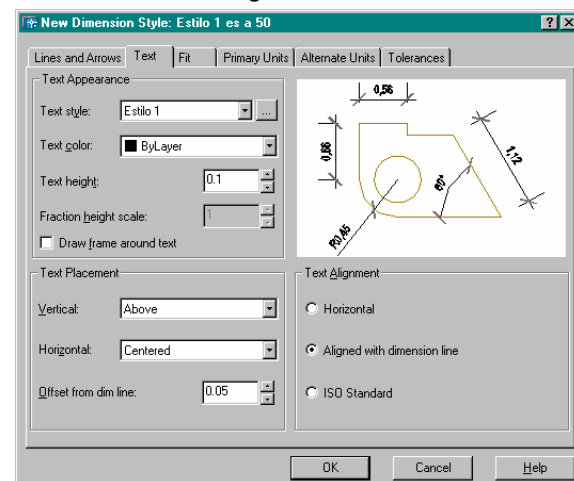 New Dimension Style: Estilo 1 es a 50
Lines and Arrows Text Fit Primary Units Alternate Units Tolerances
Text Appearance
Text style: Estilo 1 ...
Text color: ByLayer
Text height: 0.1
Fraction height scale: 1
Draw frame around text
0,56
0,66
1,12
60°
R0,45
Text Placement
Vertical: Above
Horizontal: Centered
Offset from dim line: 0.05
Text Alignment
Horizontal
Aligned with dimension line
ISO Standard
OK Cancel Help